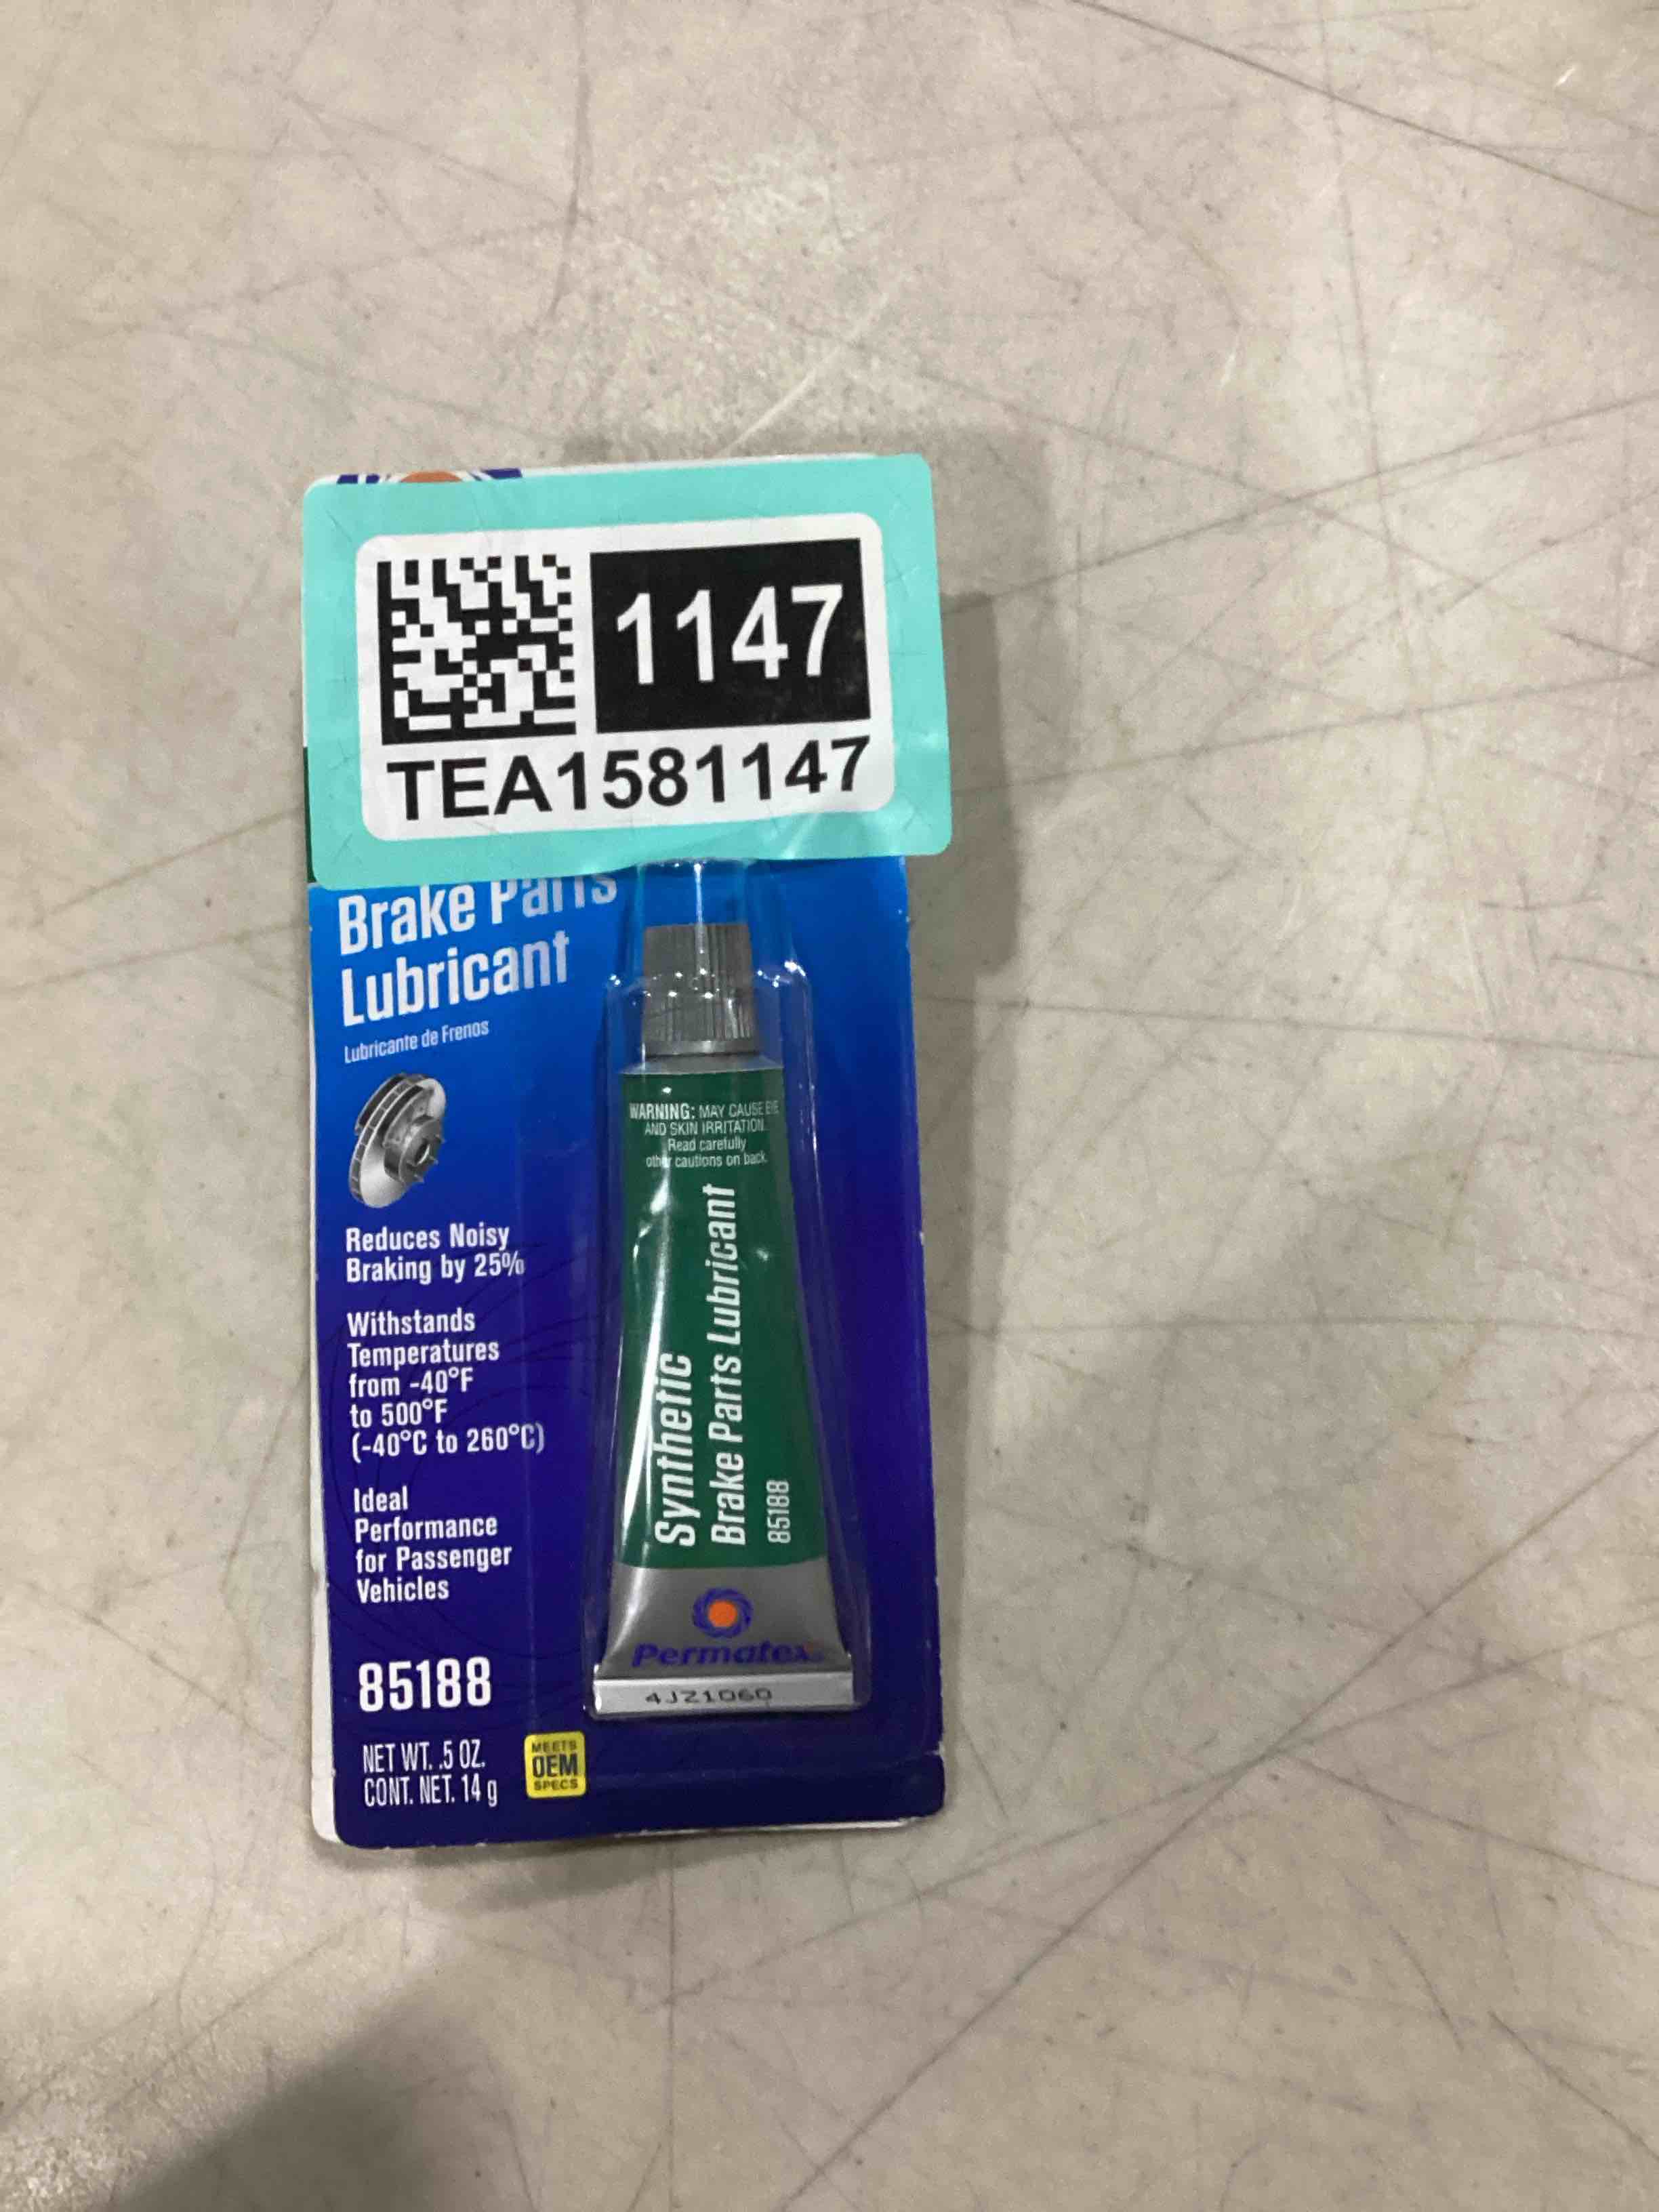 1147
TEA1581147
Brake Parts
Lubricant
Lubricante de Frenos
Reduces Noisy
Braking by 25%
Withstands
Temperatures
from -40°F
to 500°F
(-40°C to 260°C)
Ideal
Performance
for Passenger
Vehicles
85188
NET WT. .5 OZ.
CONT. NET. 14 g
MEETS
OEM
SPECS
WARNING: MAY CAUSE EYE
AND SKIN IRRITATION.
Read carefully
other cautions on back.
Synthetic
Brake Parts Lubricant
85188
Permatex
4JZ1060